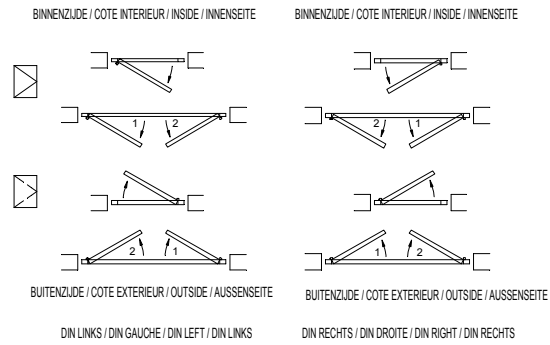 BINNENZIJDE / COTE INTERIEUR / INSIDE / INNENSEITE
BINNENZIJDE / COTE INTERIEUR / INSIDE / INNENSEITE
1 2
2 1
2 1
1 2
BUITENZIJDE / COTE EXTERIEUR / OUTSIDE / AUSSENSEITE
BUITENZIJDE / COTE EXTERIEUR / OUTSIDE / AUSSENSEITE
DIN LINKS / DIN GAUCHE / DIN LEFT / DIN LINKS
DIN RECHTS / DIN DROITE / DIN RIGHT / DIN RECHTS